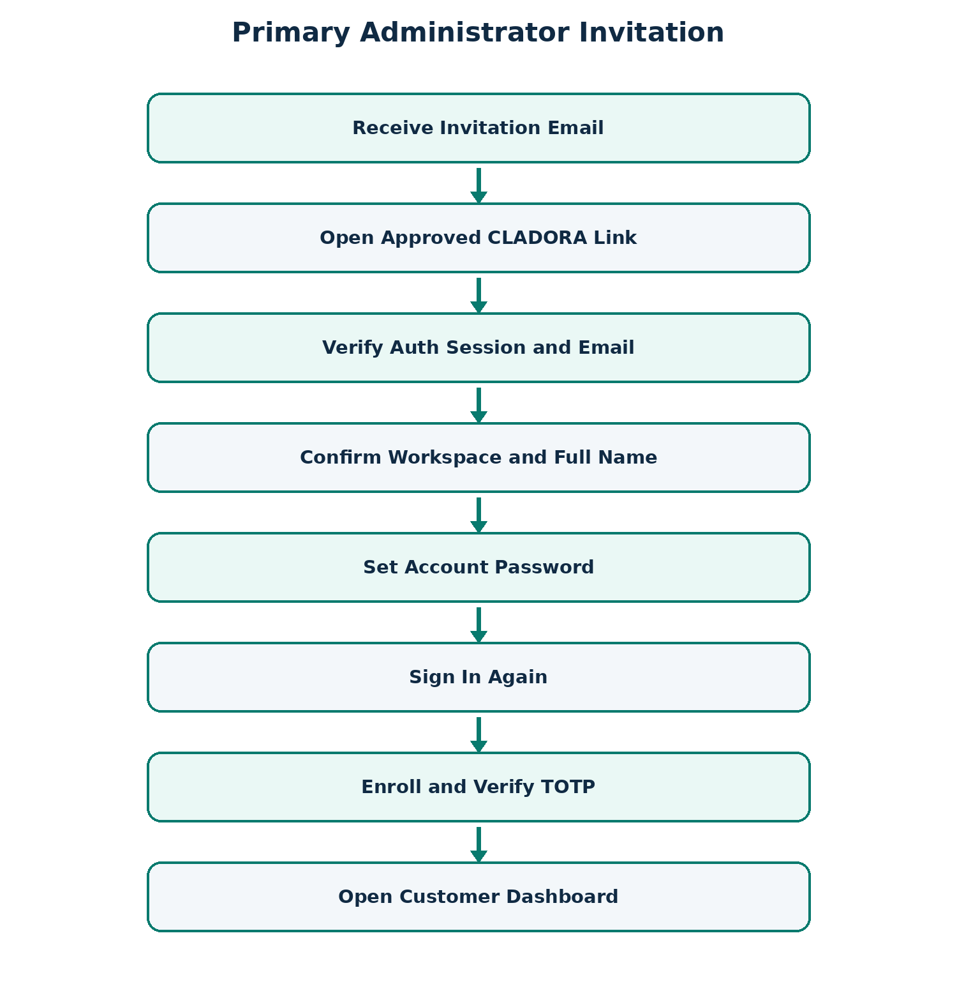 Primary Administrator Invitation
Receive Invitation Email
Open Approved CLADORA Link
Verify Auth Session and Email
Confirm Workspace and Full Name
Set Account Password
Sign In Again
Enroll and Verify TOTP
Open Customer Dashboard